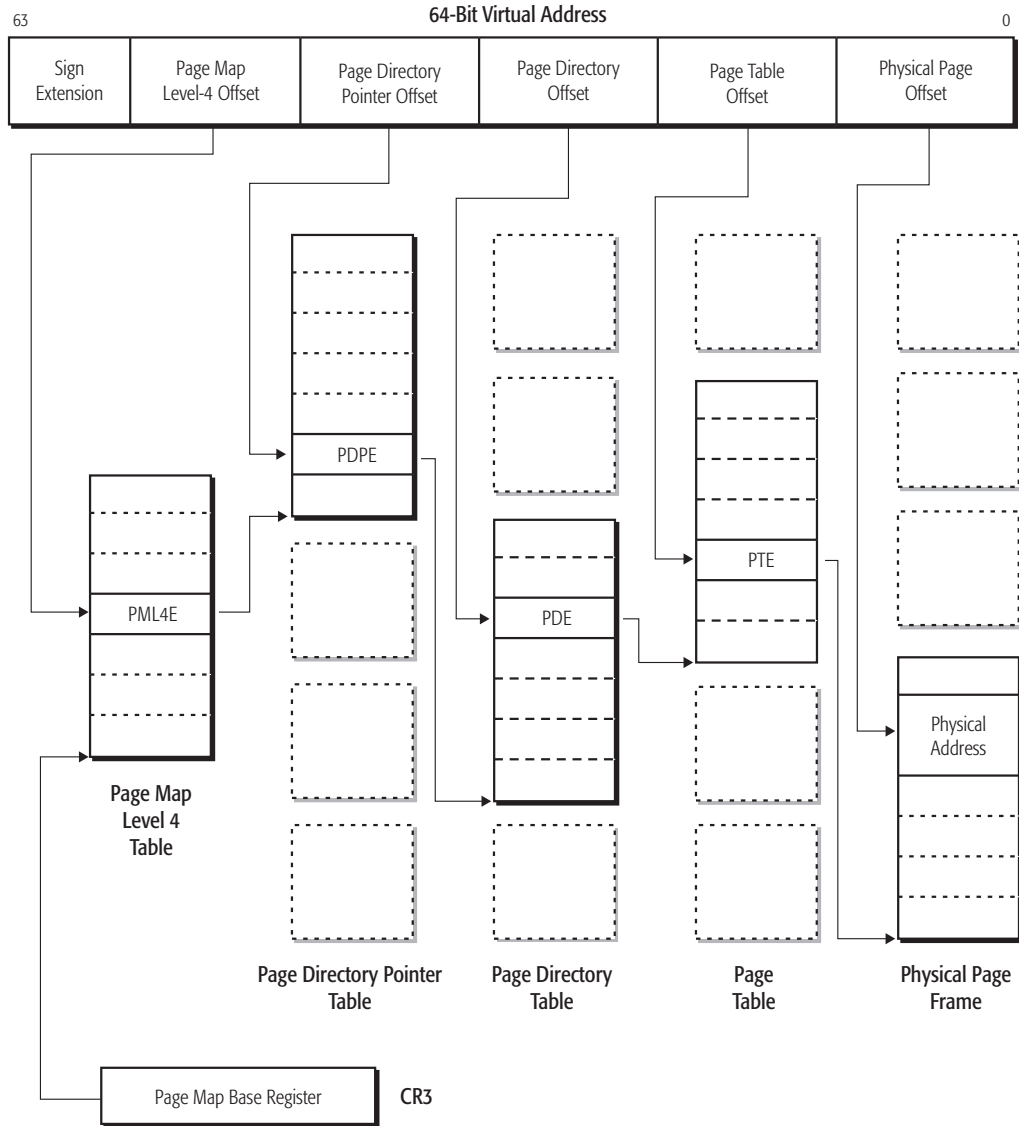 64-Bit Virtual Address
63
0
Sign
Extension
Page Map
Level-4 Offset
Page Directory
Pointer Offset
Page Directory
Offset
Page Table
Offset
Physical Page
Offset
PDPE
PTE
PML4E
PDE
Physical
Address
Page Map
Level 4
Table
Page Directory Pointer
Table
Page Directory
Table
Page
Table
Physical Page
Frame
Page Map Base Register
CR3